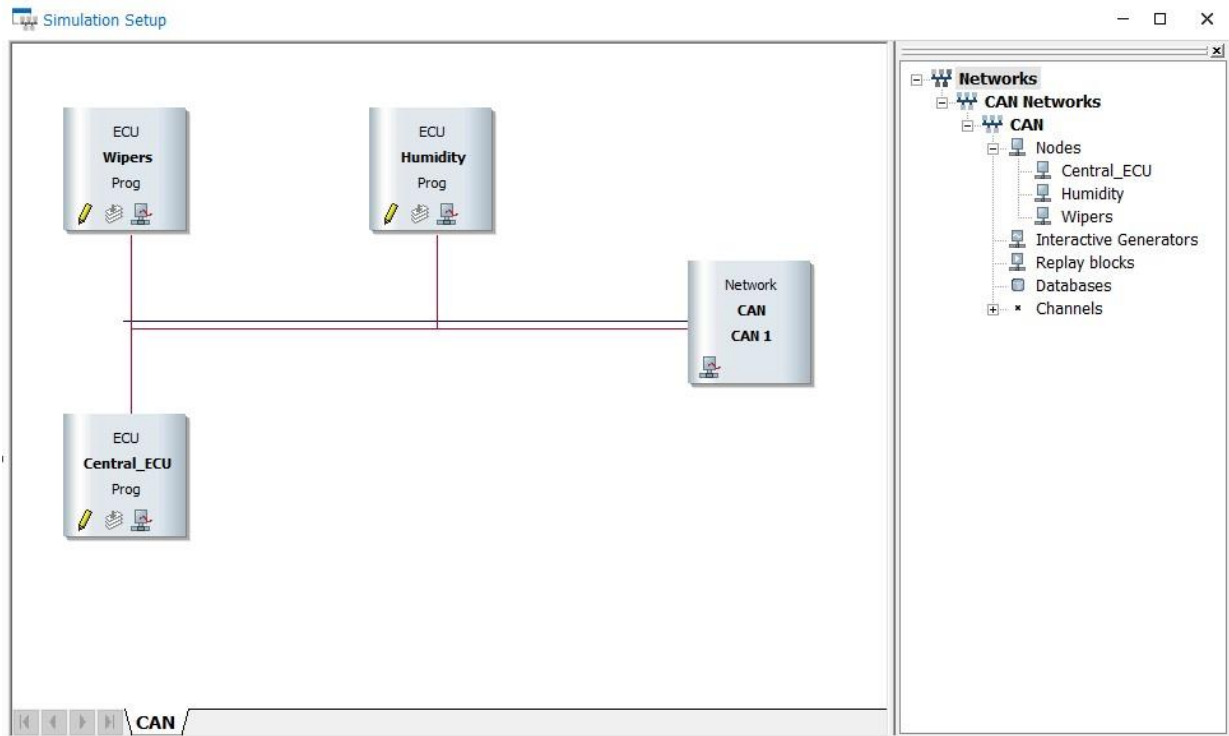 Simulation Setup
ECU
Wipers
Prog
ECU
Humidity
Prog
Network
CAN
CAN 1
ECU
Central_ECU
Prog
CAN
Networks
CAN Networks
CAN
Nodes
Central_ECU
Humidity
Wipers
Interactive Generators
Replay blocks
Databases
Channels